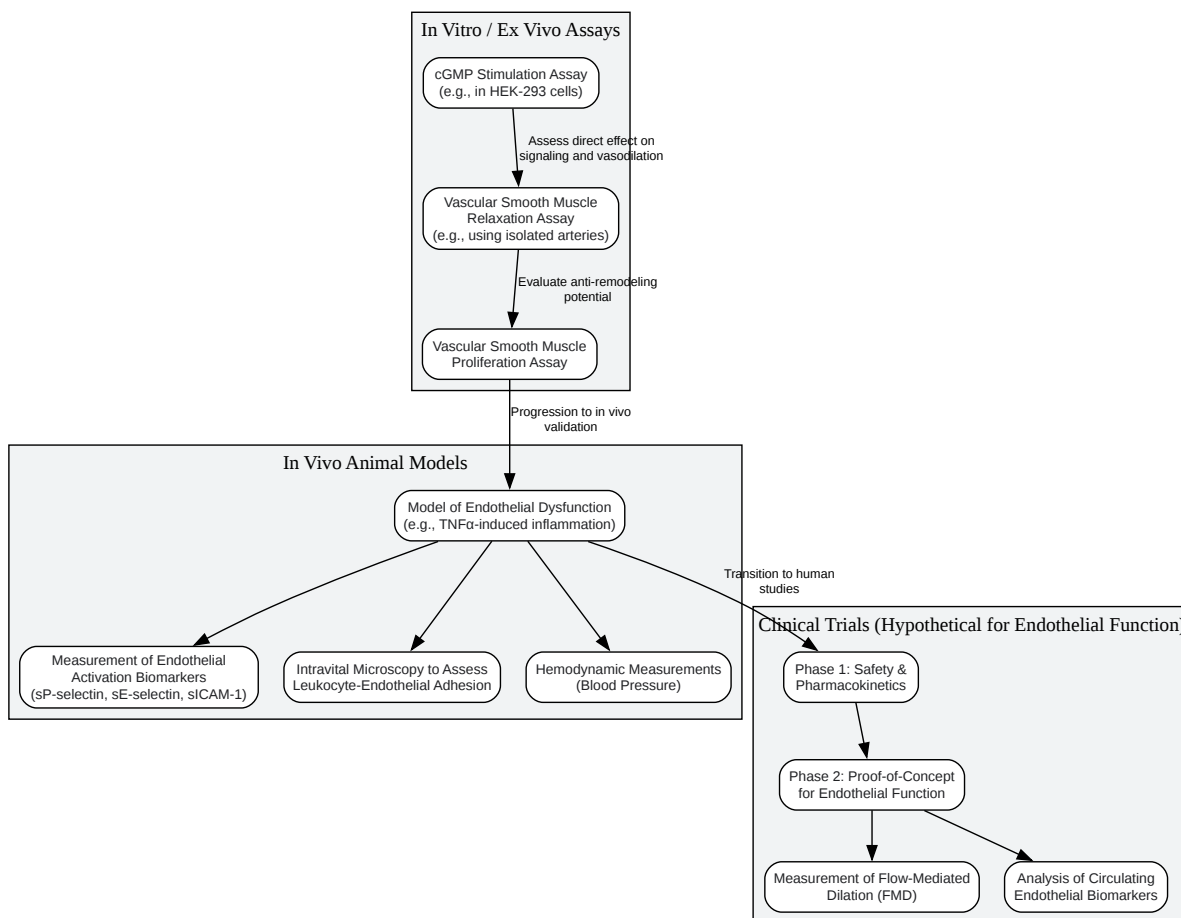 In Vitro / Ex Vivo Assays
cGMP Stimulation Assay
(e.g., in HEK-293 cells)
Assess direct effect on
signaling and vasodilation
Vascular Smooth Muscle
Relaxation Assay
(e.g., using isolated arteries)
Evaluate anti-remodeling
potential
Vascular Smooth Muscle
Proliferation Assay
Progression to in vivo
validation
In Vivo Animal Models
Model of Endothelial Dysfunction
(e.g., TNFα-induced inflammation)
Transition to human
studies
Measurement of Endothelial
Activation Biomarkers
(sP-selectin, sE-selectin, sICAM-1)
Intravital Microscopy to Assess
Leukocyte-Endothelial Adhesion
Hemodynamic Measurements
(Blood Pressure)
Clinical Trials (Hypothetical for Endothelial Function)
Phase 1: Safety &
Pharmacokinetics
Phase 2: Proof-of-Concept
for Endothelial Function
Measurement of Flow-Mediated
Dilation (FMD)
Analysis of Circulating
Endothelial Biomarkers